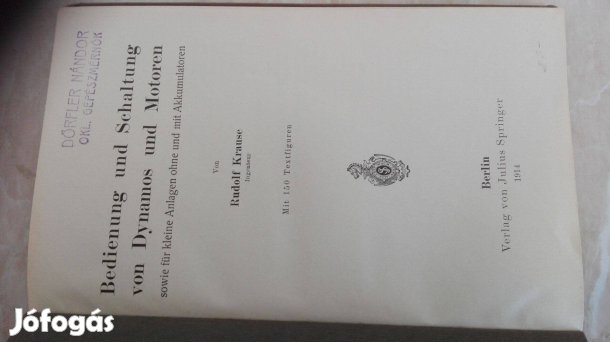 DÖRFLER NÁNDOR
OKL. GÉPÉSZMÉRNÖK
Bedienung und Schaltung
von Dynamos und Motoren
sowie für kleine Anlagen ohne und mit Akkumulatoren
Von
Rudolf Krause
Ingenieur
Mit 150 Textfiguren
Berlin
Verlag von Julius Springer
1914
Jófogás